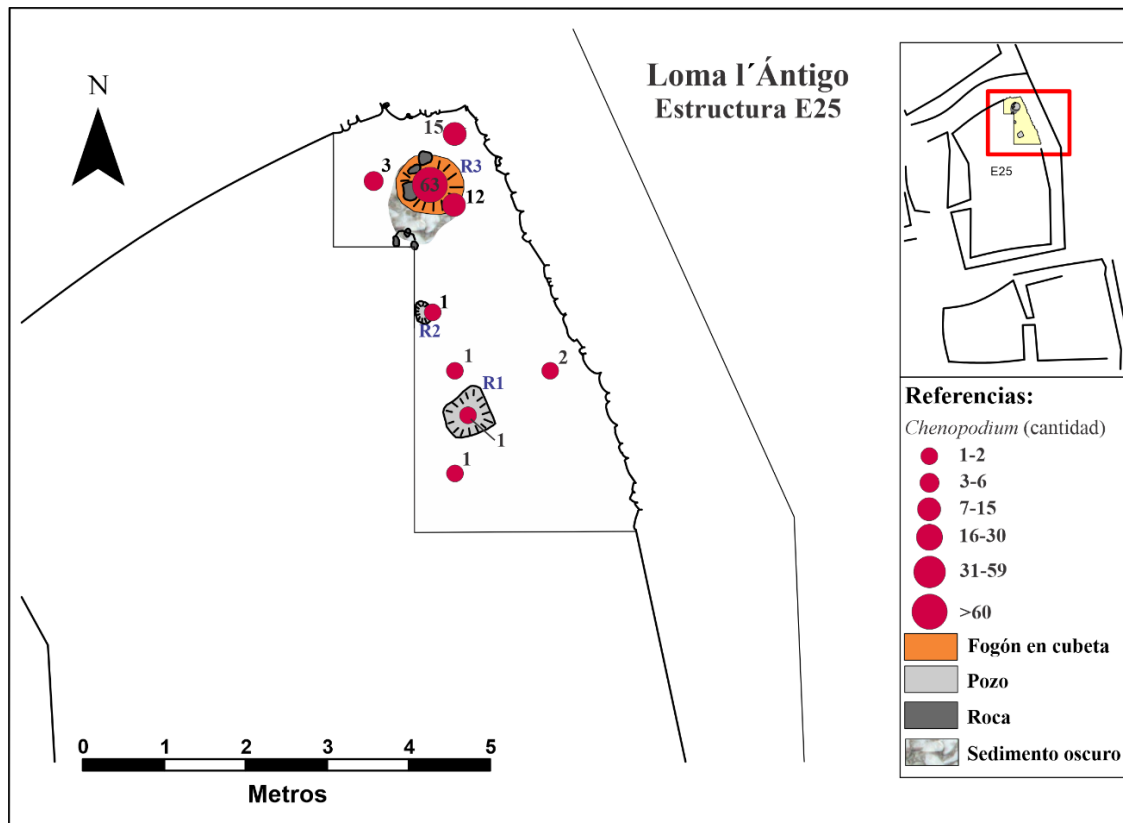 N
Loma l´Ántigo
Estructura E25
15
3
R3
63
12
1
R2
1
2
R1
1
1
0 1 2 3 4 5
Metros
E25
Referencias:
Chenopodium (cantidad)
1-2
3-6
7-15
16-30
31-59
>60
Fogón en cubeta
Pozo
Roca
Sedimento oscuro